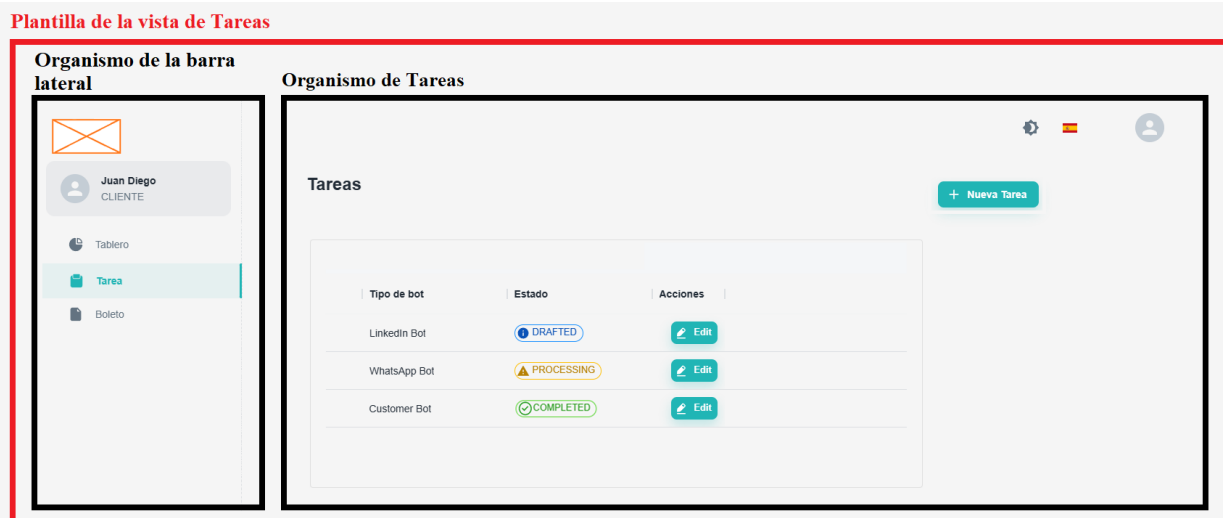 Plantilla de la vista de Tareas
Organismo de la barra
lateral
Organismo de Tareas
Juan Diego
CLIENTE
Tablero
Tarea
Boleto
Tareas
+ Nueva Tarea
Tipo de bot Estado Acciones
LinkedIn Bot DRAFTED Edit
WhatsApp Bot PROCESSING Edit
Customer Bot COMPLETED Edit